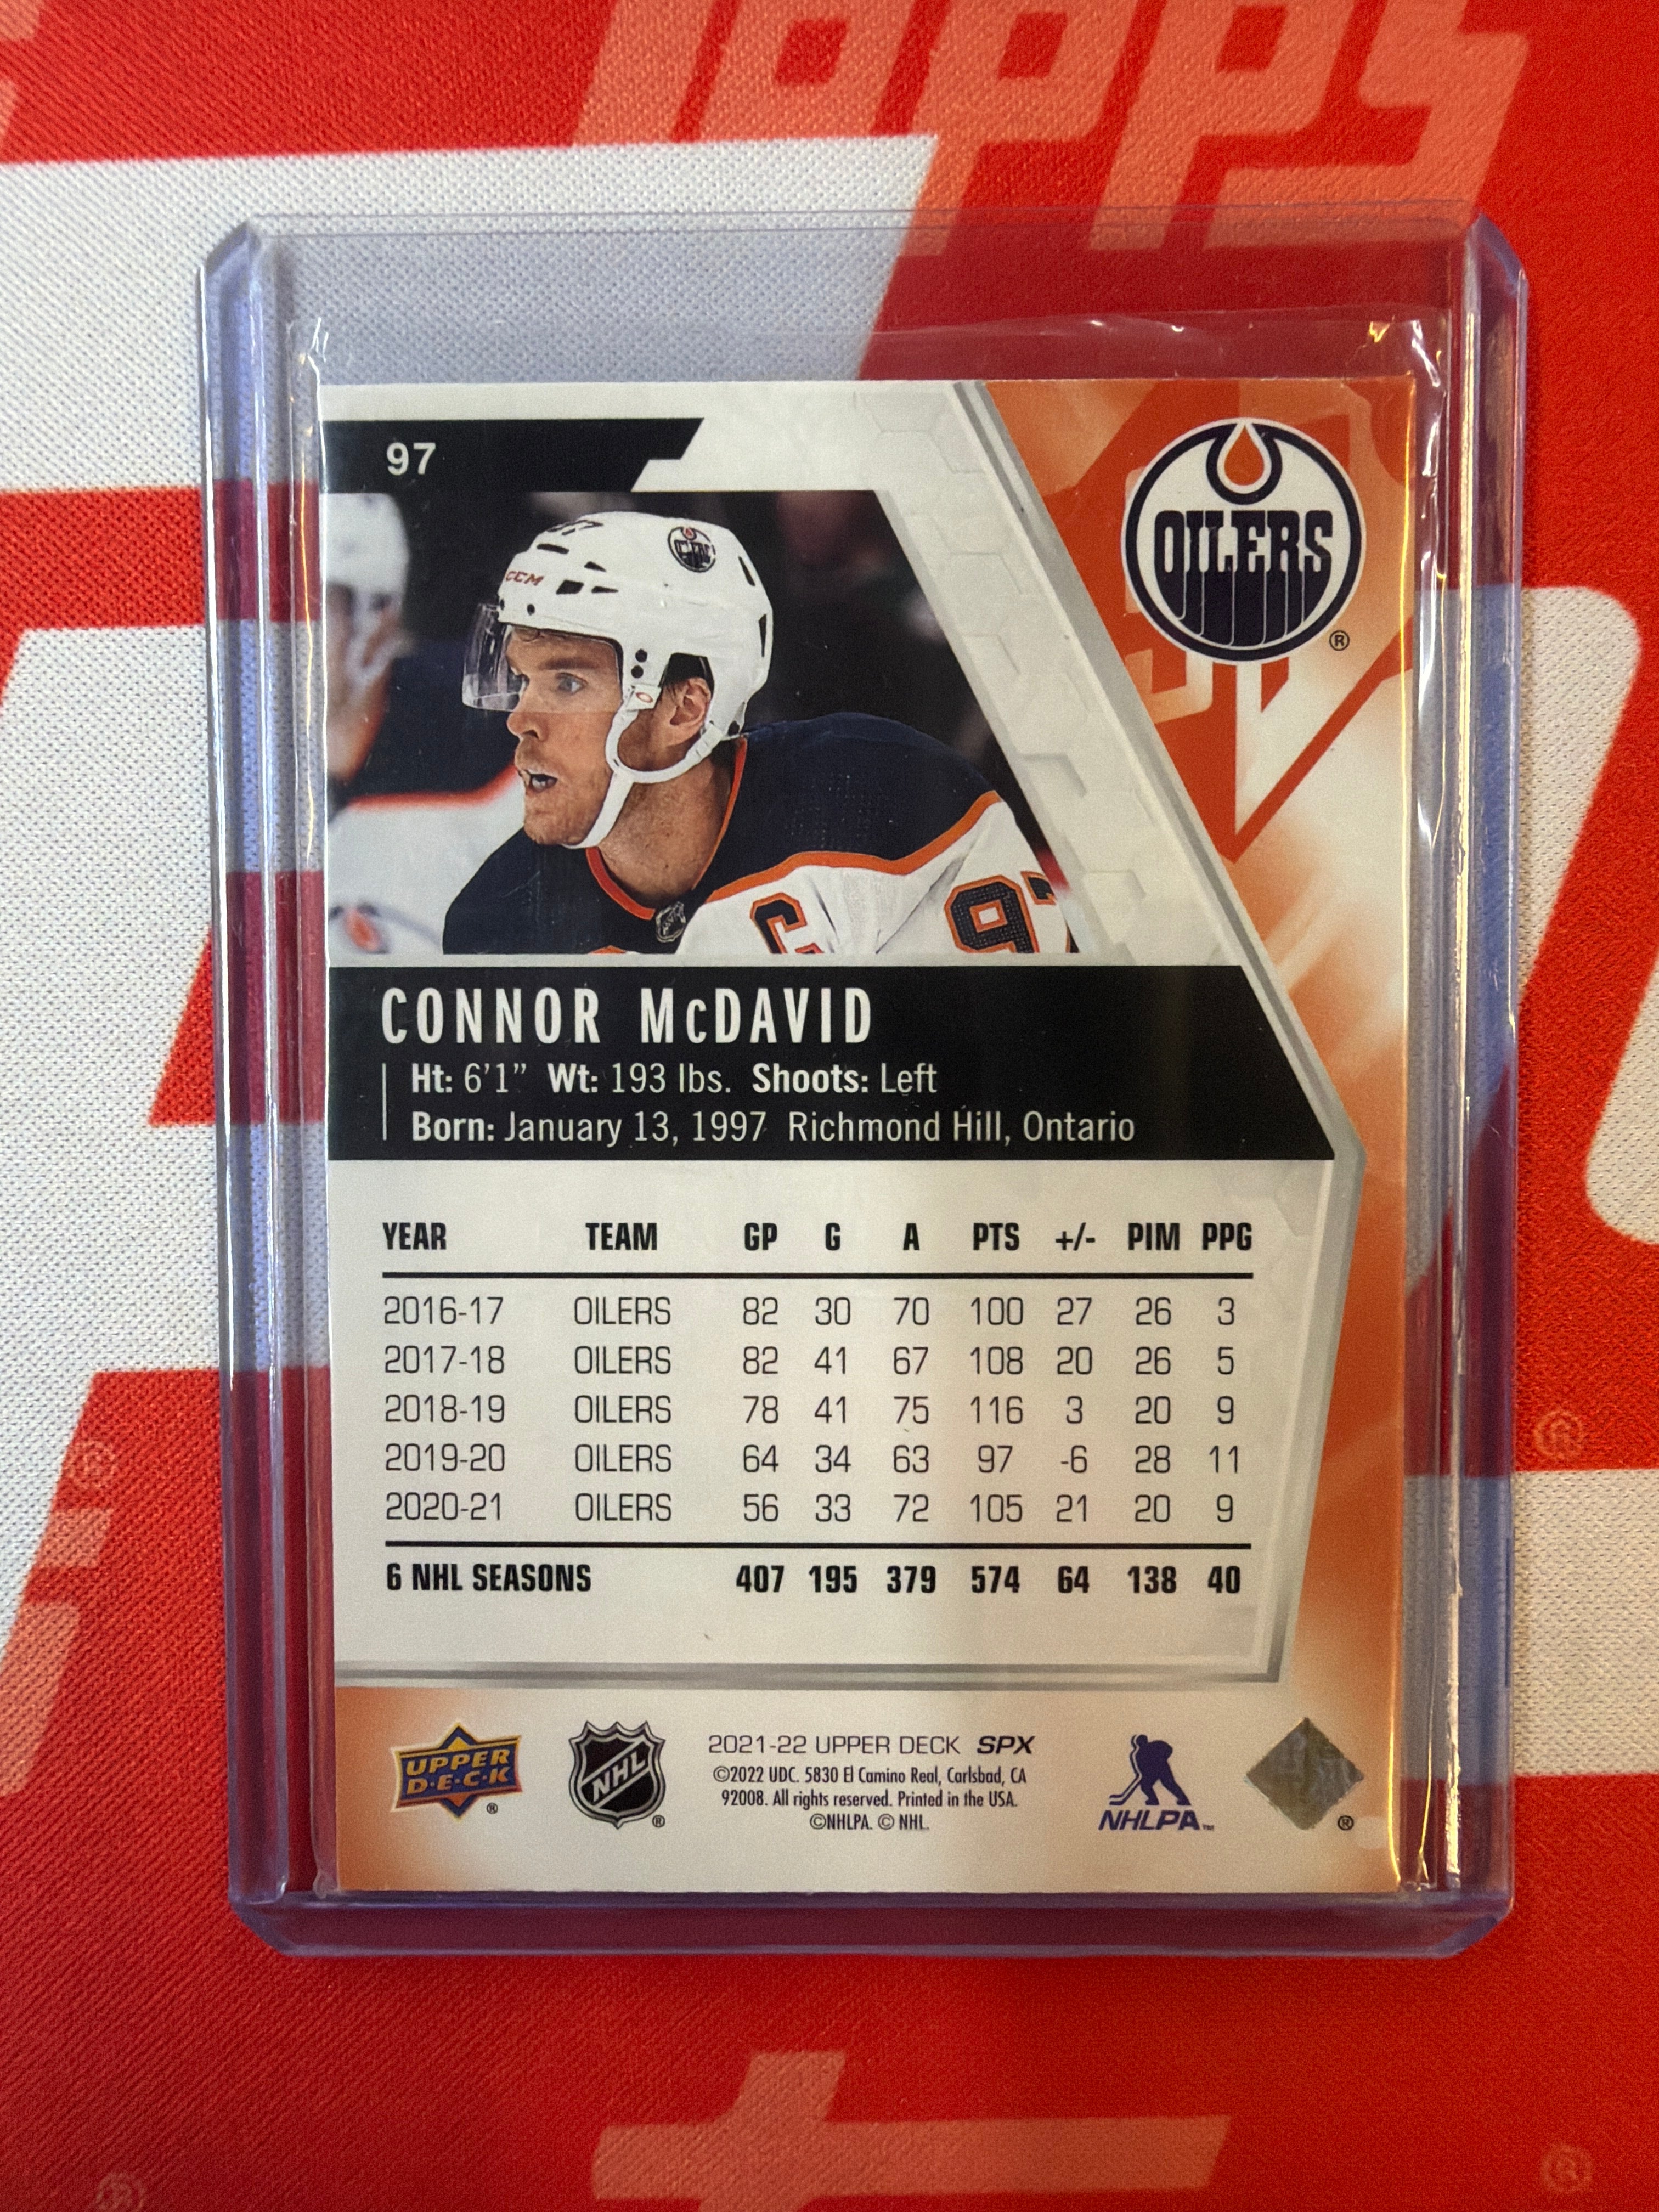 TOPPS
97
OILERS
®
CCM
C 97
CONNOR McDAVID
Ht: 6'1" Wt: 193 lbs. Shoots: Left
Born: January 13, 1997 Richmond Hill, Ontario
YEAR TEAM GP G A PTS +/- PIM PPG
2016-17 OILERS 82 30 70 100 27 26 3
2017-18 OILERS 82 41 67 108 20 26 5
2018-19 OILERS 78 41 75 116 3 20 9
2019-20 OILERS 64 34 63 97 -6 28 11
2020-21 OILERS 56 33 72 105 21 20 9
6 NHL SEASONS 407 195 379 574 64 138 40
UPPER
D·E·C·K
®
NHL
®
2021-22 UPPER DECK SPX
©2022 UDC. 5830 El Camino Real, Carlsbad, CA
92008. All rights reserved. Printed in the USA.
©NHLPA. © NHL.
NHLPA™
®